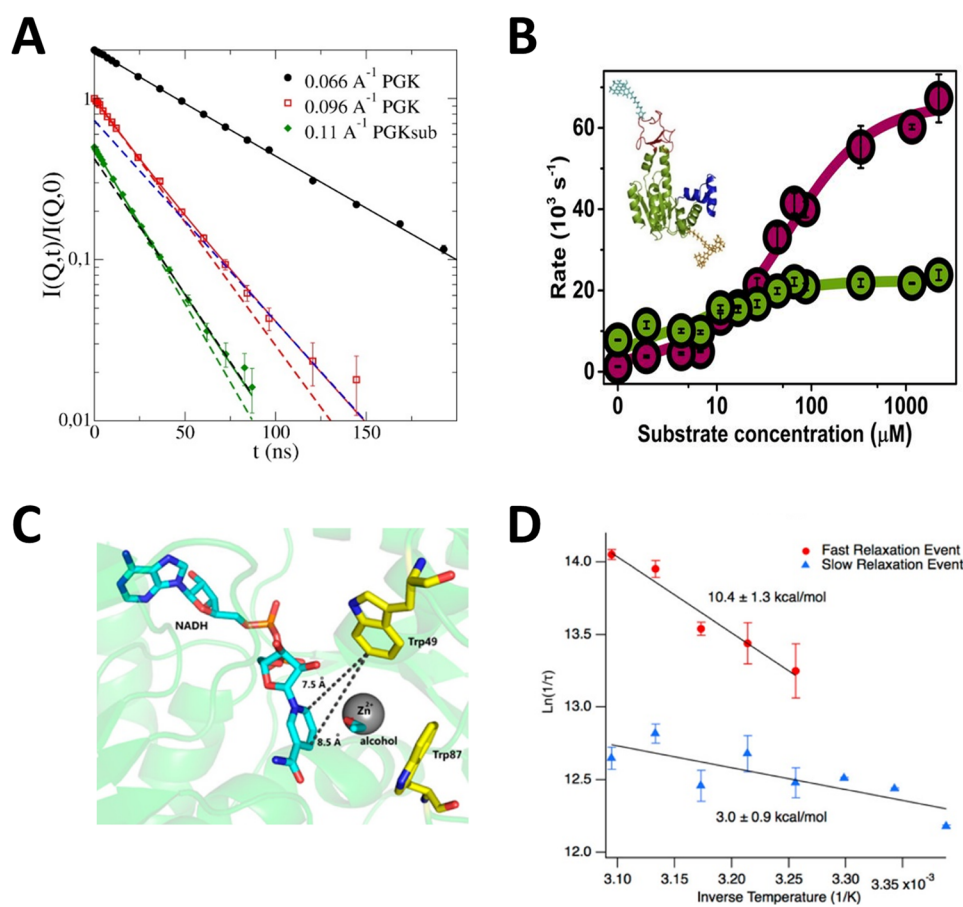 A
0.066 A⁻¹ PGK
0.096 A⁻¹ PGK
0.11 A⁻¹ PGKsub
I(Q,t)/I(Q,0)
1
0.1
0,01
0
50
100
150
t (ns)
B
Rate (10³ s⁻¹)
60
40
20
0
0
10
100
1000
Substrate concentration (μM)
C
NADH
Trp49
7.5 Å
Zn²⁺
alcohol
8.5 Å
Trp87
D
Fast Relaxation Event
Slow Relaxation Event
Ln(1/τ)
14.0
13.5
13.0
12.5
12.0
10.4 ± 1.3 kcal/mol
3.0 ± 0.9 kcal/mol
3.10
3.15
3.20
3.25
3.30
3.35 x10⁻³
Inverse Temperature (1/K)